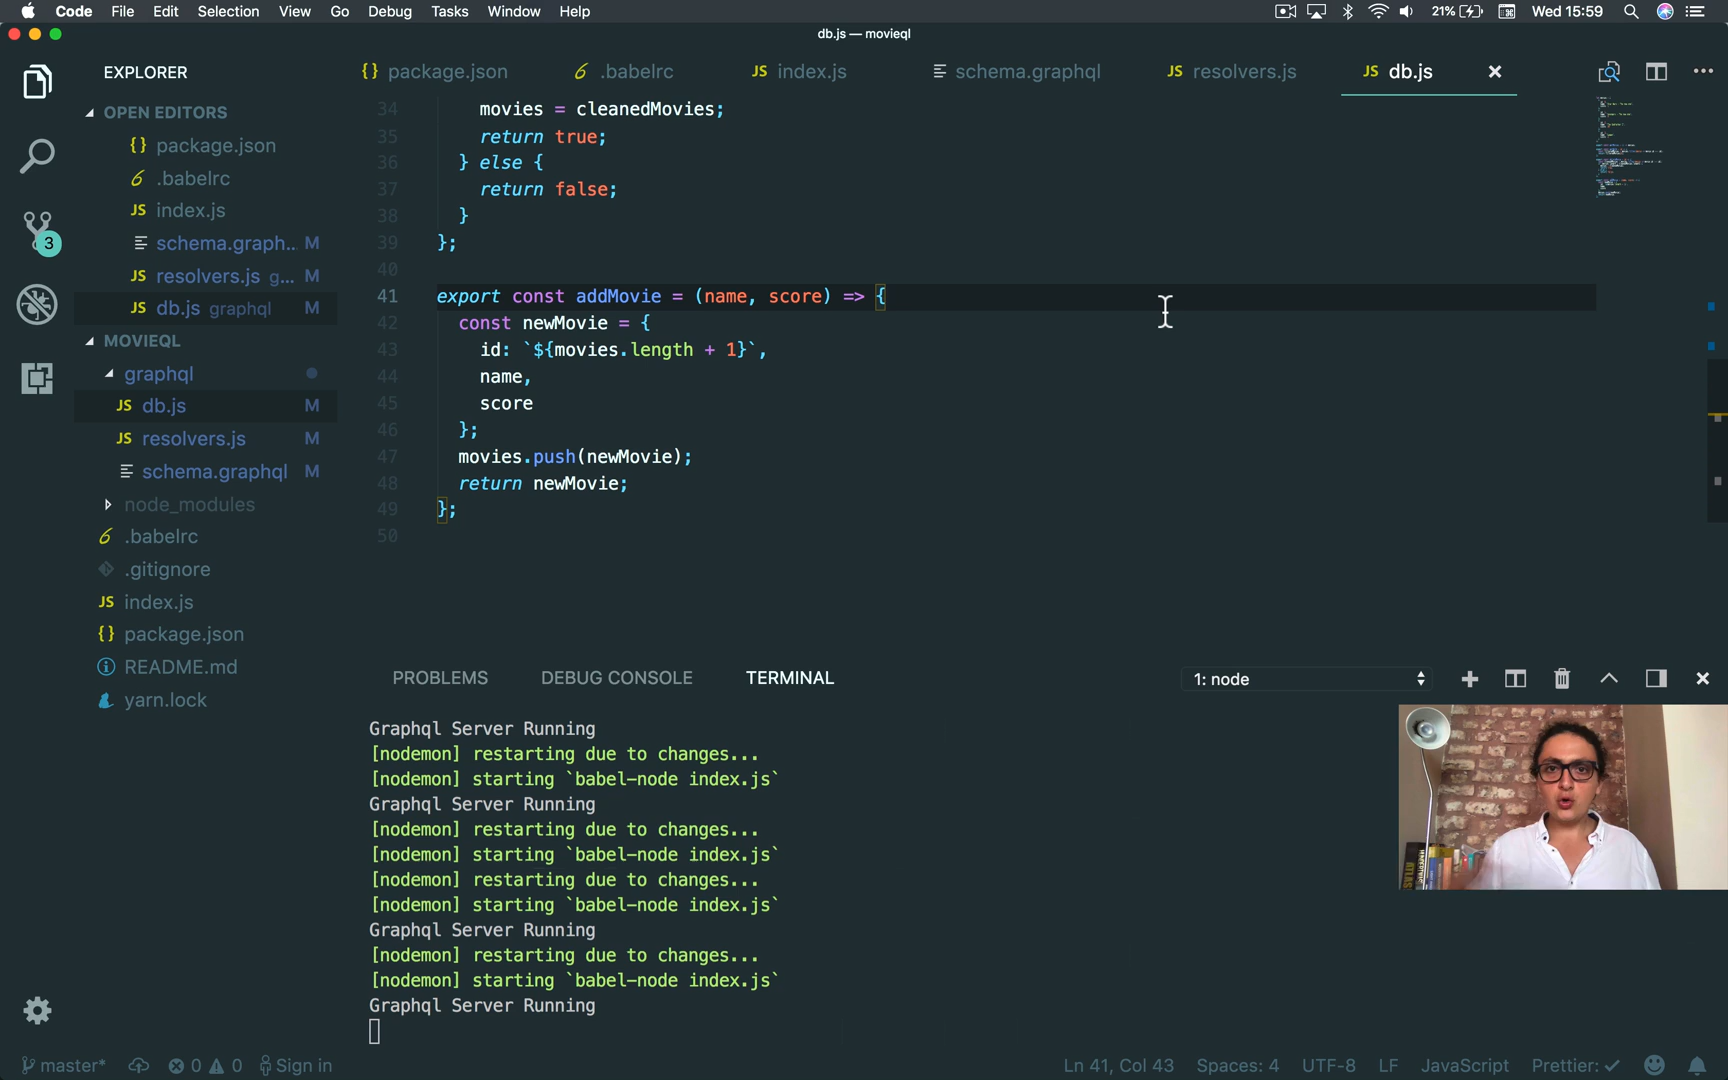 Code File Edit Selection View Go Debug Tasks Window Help 21% Wed 15:59
db.js — movieql
EXPLORER
OPEN EDITORS
{} package.json
.babelrc
JS index.js
schema.graph... M
JS resolvers.js g... M
JS db.js graphql M
3
MOVIEQL
graphql
JS db.js M
JS resolvers.js M
schema.graphql M
node_modules
.babelrc
.gitignore
JS index.js
{} package.json
README.md
yarn.lock
{} package.json .babelrc JS index.js schema.graphql JS resolvers.js JS db.js
34 movies = cleanedMovies;
35 return true;
36 } else {
37 return false;
38 }
39 };
40
41 export const addMovie = (name, score) => {
42 const newMovie = {
43 id: `${movies.length + 1}`,
44 name,
45 score
46 };
47 movies.push(newMovie);
48 return newMovie;
49 };
50
PROBLEMS DEBUG CONSOLE TERMINAL 1: node
Graphql Server Running
[nodemon] restarting due to changes...
[nodemon] starting `babel-node index.js`
Graphql Server Running
[nodemon] restarting due to changes...
[nodemon] starting `babel-node index.js`
[nodemon] restarting due to changes...
[nodemon] starting `babel-node index.js`
Graphql Server Running
[nodemon] restarting due to changes...
[nodemon] starting `babel-node index.js`
Graphql Server Running
ATLAS
master* 0 0 Sign in Ln 41, Col 43 Spaces: 4 UTF-8 LF JavaScript Prettier: ✓